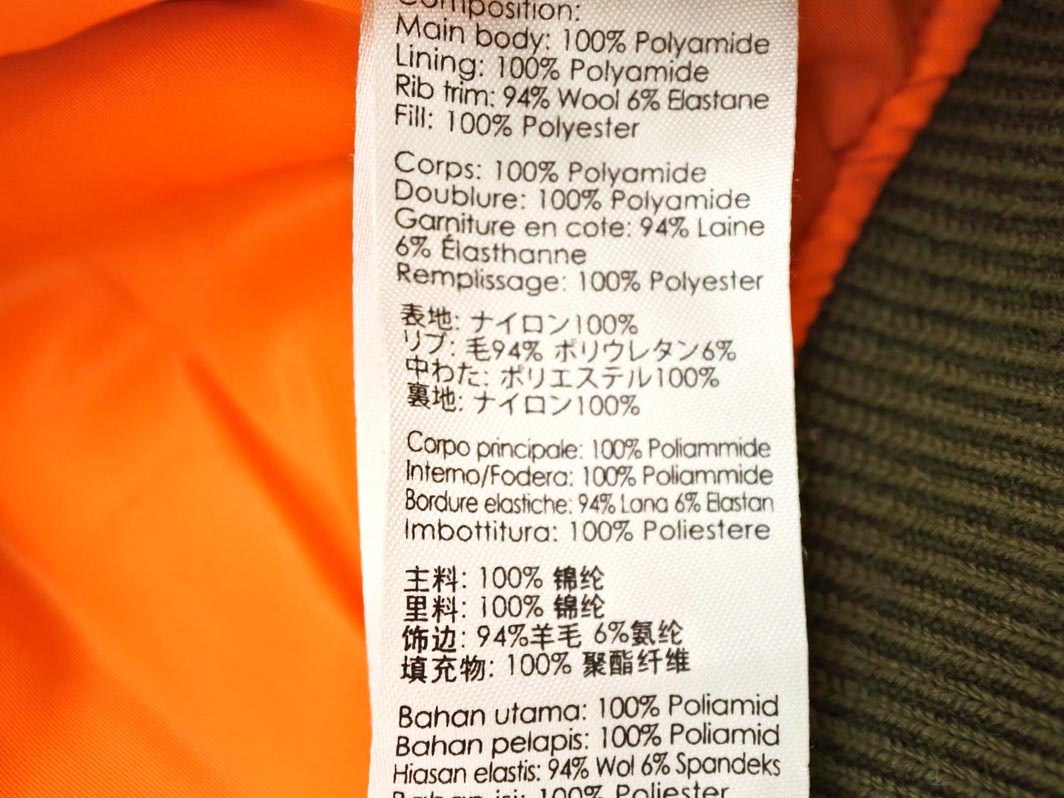 Composition:
Main body: 100% Polyamide
Lining: 100% Polyamide
Rib trim: 94% Wool 6% Elastane
Fill: 100% Polyester
Corps: 100% Polyamide
Doublure: 100% Polyamide
Garniture en cote: 94% Laine
6% Élasthanne
Remplissage: 100% Polyester
表地: ナイロン100%
リブ: 毛94% ポリウレタン6%
中わた: ポリエステル100%
裏地: ナイロン100%
Corpo principale: 100% Poliammide
Interno/Fodera: 100% Poliammide
Bordure elastiche: 94% Lana 6% Elastan
Imbottitura: 100% Poliestere
主料: 100% 锦纶
里料: 100% 锦纶
饰边: 94%羊毛 6%氨纶
填充物: 100% 聚酯纤维
Bahan utama: 100% Poliamid
Bahan pelapis: 100% Poliamid
Hiasan elastis: 94% Wol 6% Spandeks
Bahan isi: 100% Poliester